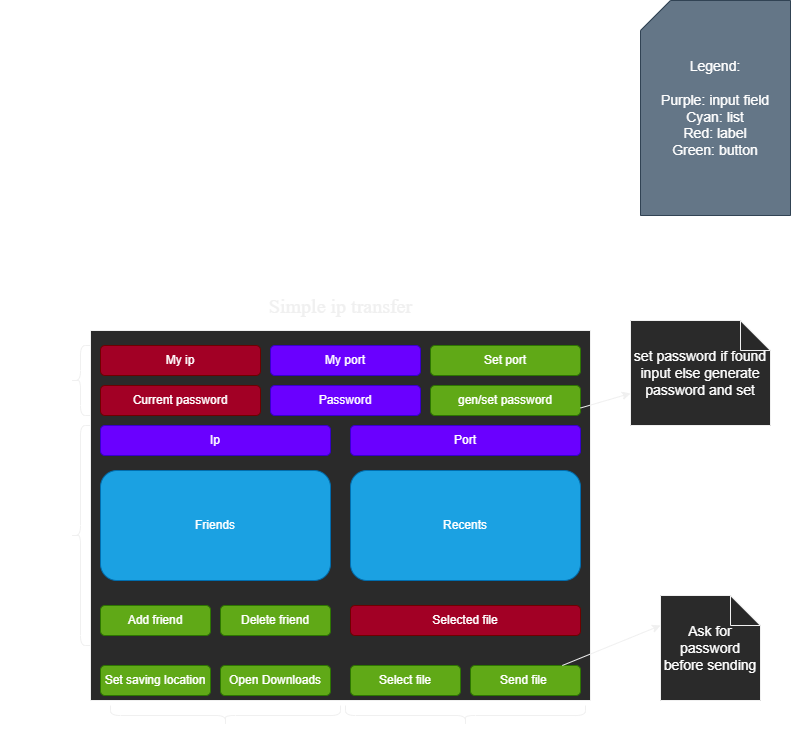 Legend:
Purple: input field
Cyan: list
Red: label
Green: button
Simple ip transfer
My ip
My port
Set port
Current password
Password
gen/set password
set password if found
input else generate
password and set
Ip
Port
Friends
Recents
Add friend
Delete friend
Selected file
Ask for
password
before sending
Set saving location
Open Downloads
Select file
Send file